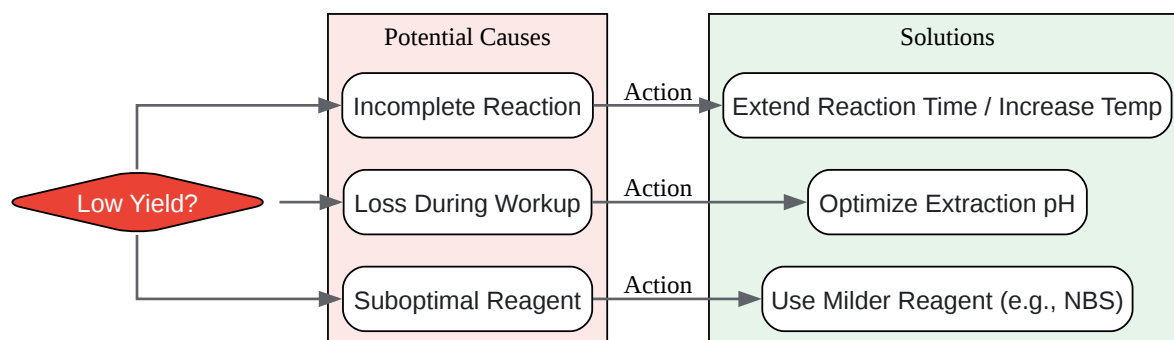 Potential Causes
Solutions
Incomplete Reaction
Action
Extend Reaction Time / Increase Temp
Low Yield?
Loss During Workup
Action
Optimize Extraction pH
Suboptimal Reagent
Action
Use Milder Reagent (e.g., NBS)